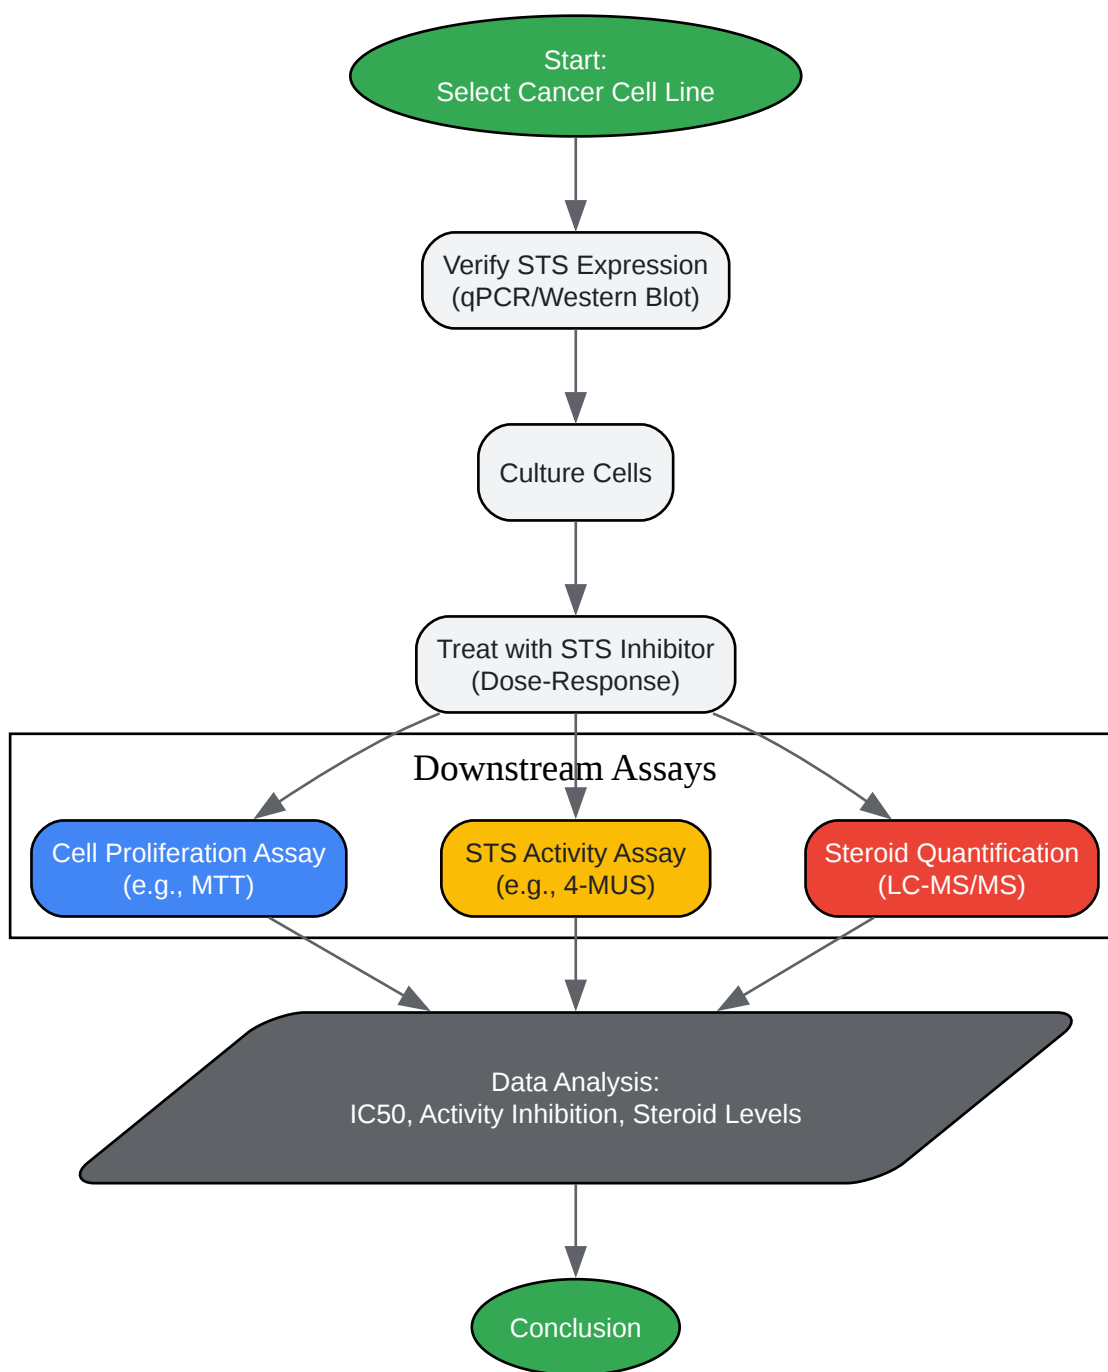 Start:
Select Cancer Cell Line
Verify STS Expression
(qPCR/Western Blot)
Culture Cells
Treat with STS Inhibitor
(Dose-Response)
Downstream Assays
Cell Proliferation Assay
(e.g., MTT)
STS Activity Assay
(e.g., 4-MUS)
Steroid Quantification
(LC-MS/MS)
Data Analysis:
IC50, Activity Inhibition, Steroid Levels
Conclusion